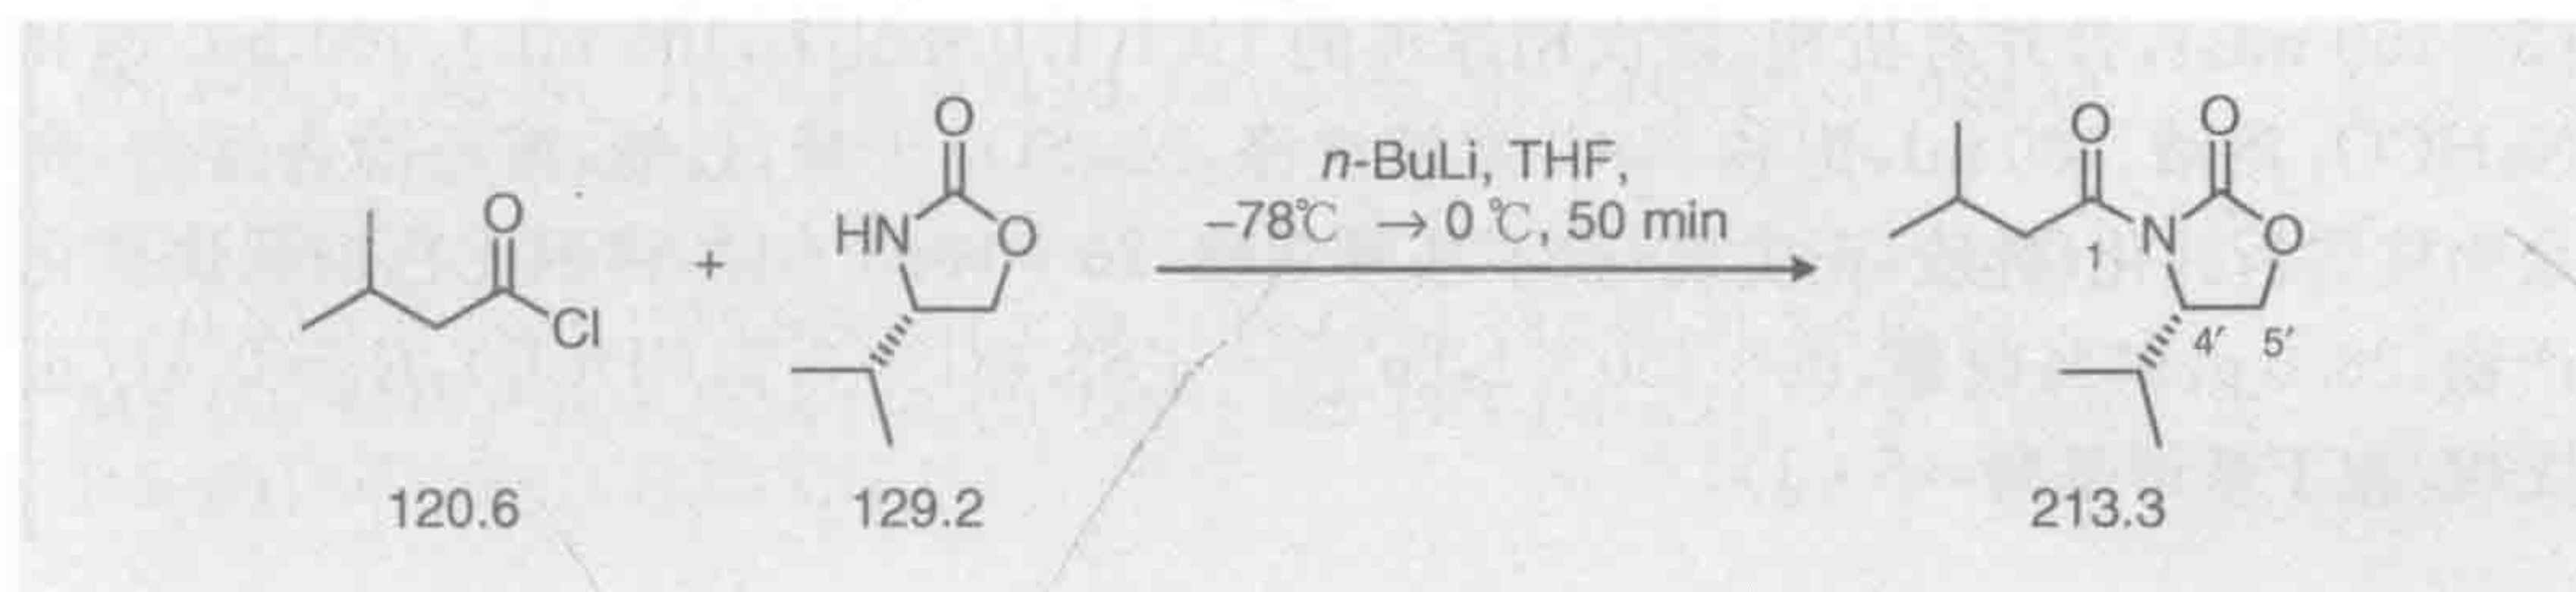 O
O
n-BuLi, THF,
–78℃ → 0 ℃, 50 min
O
O
HN
O
+
Cl
1
N
O
4′
5′
120.6
129.2
213.3